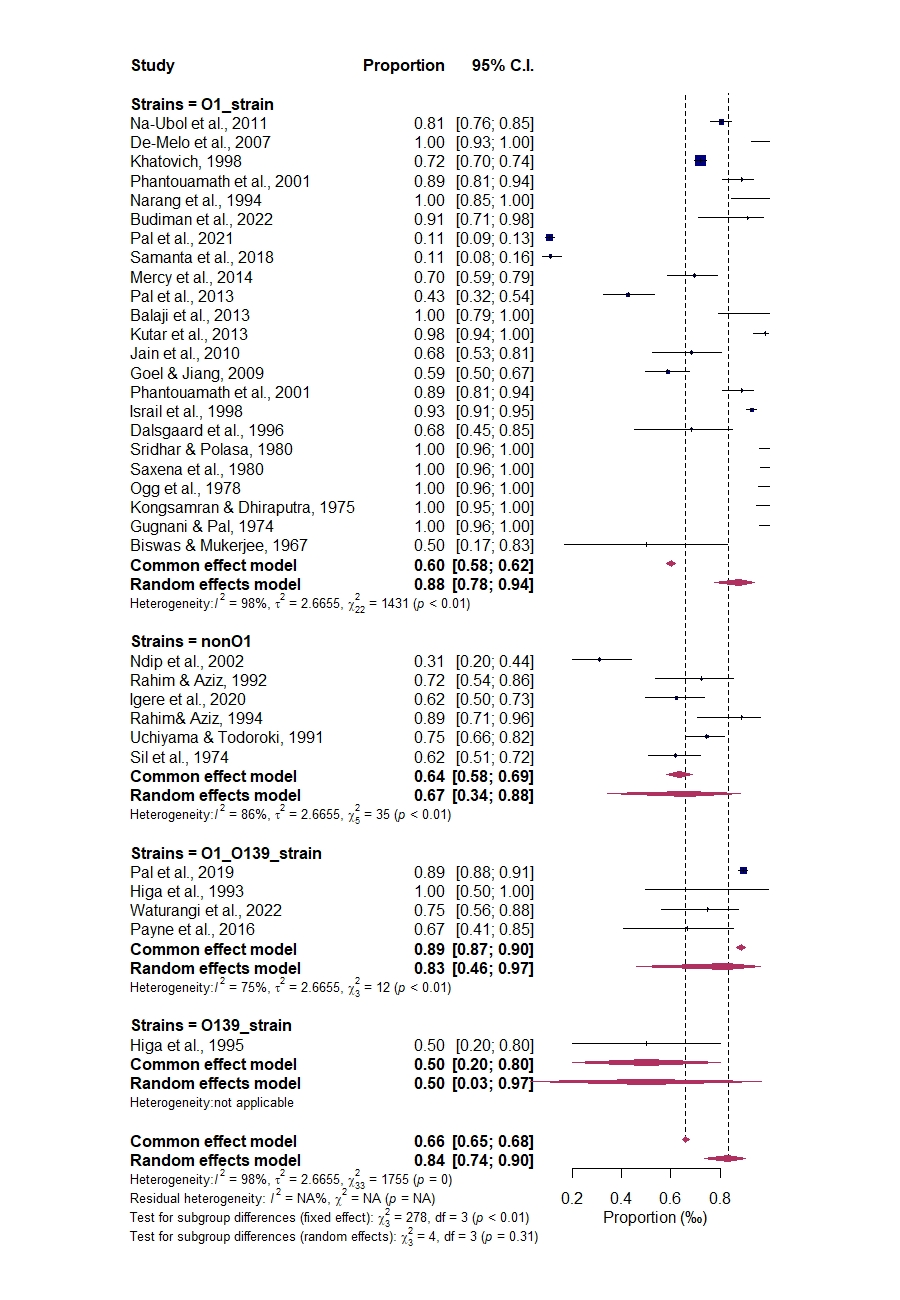 Study Proportion 95% C.I.
Strains = O1_strain
Na-Ubol et al., 2011 0.81 [0.76; 0.85]
De-Melo et al., 2007 1.00 [0.93; 1.00]
Khatovich, 1998 0.72 [0.70; 0.74]
Phantouamath et al., 2001 0.89 [0.81; 0.94]
Narang et al., 1994 1.00 [0.85; 1.00]
Budiman et al., 2022 0.91 [0.71; 0.98]
Pal et al., 2021 0.11 [0.09; 0.13]
Samanta et al., 2018 0.11 [0.08; 0.16]
Mercy et al., 2014 0.70 [0.59; 0.79]
Pal et al., 2013 0.43 [0.32; 0.54]
Balaji et al., 2013 1.00 [0.79; 1.00]
Kutar et al., 2013 0.98 [0.94; 1.00]
Jain et al., 2010 0.68 [0.53; 0.81]
Goel & Jiang, 2009 0.59 [0.50; 0.67]
Phantouamath et al., 2001 0.89 [0.81; 0.94]
Israil et al., 1998 0.93 [0.91; 0.95]
Dalsgaard et al., 1996 0.68 [0.45; 0.85]
Sridhar & Polasa, 1980 1.00 [0.96; 1.00]
Saxena et al., 1980 1.00 [0.96; 1.00]
Ogg et al., 1978 1.00 [0.96; 1.00]
Kongsamran & Dhiraputra, 1975 1.00 [0.95; 1.00]
Gugnani & Pal, 1974 1.00 [0.96; 1.00]
Biswas & Mukerjee, 1967 0.50 [0.17; 0.83]
Common effect model 0.60 [0.58; 0.62]
Random effects model 0.88 [0.78; 0.94]
Heterogeneity: I² = 98%, τ² = 2.6655, χ²₂₂ = 1431 (p < 0.01)
Strains = nonO1
Ndip et al., 2002 0.31 [0.20; 0.44]
Rahim & Aziz, 1992 0.72 [0.54; 0.86]
Igere et al., 2020 0.62 [0.50; 0.73]
Rahim& Aziz, 1994 0.89 [0.71; 0.96]
Uchiyama & Todoroki, 1991 0.75 [0.66; 0.82]
Sil et al., 1974 0.62 [0.51; 0.72]
Common effect model 0.64 [0.58; 0.69]
Random effects model 0.67 [0.34; 0.88]
Heterogeneity: I² = 86%, τ² = 2.6655, χ²₅ = 35 (p < 0.01)
Strains = O1_O139_strain
Pal et al., 2019 0.89 [0.88; 0.91]
Higa et al., 1993 1.00 [0.50; 1.00]
Waturangi et al., 2022 0.75 [0.56; 0.88]
Payne et al., 2016 0.67 [0.41; 0.85]
Common effect model 0.89 [0.87; 0.90]
Random effects model 0.83 [0.46; 0.97]
Heterogeneity: I² = 75%, τ² = 2.6655, χ²₃ = 12 (p < 0.01)
Strains = O139_strain
Higa et al., 1995 0.50 [0.20; 0.80]
Common effect model 0.50 [0.20; 0.80]
Random effects model 0.50 [0.03; 0.97]
Heterogeneity:not applicable
Common effect model 0.66 [0.65; 0.68]
Random effects model 0.84 [0.74; 0.90]
Heterogeneity: I² = 98%, τ² = 2.6655, χ²₃₃ = 1755 (p = 0)
Residual heterogeneity: I² = NA%, χ² = NA (p = NA)
Test for subgroup differences (fixed effect): χ²₃ = 278, df = 3 (p < 0.01)
Test for subgroup differences (random effects): χ²₃ = 4, df = 3 (p = 0.31)
0.2 0.4 0.6 0.8
Proportion (‰)